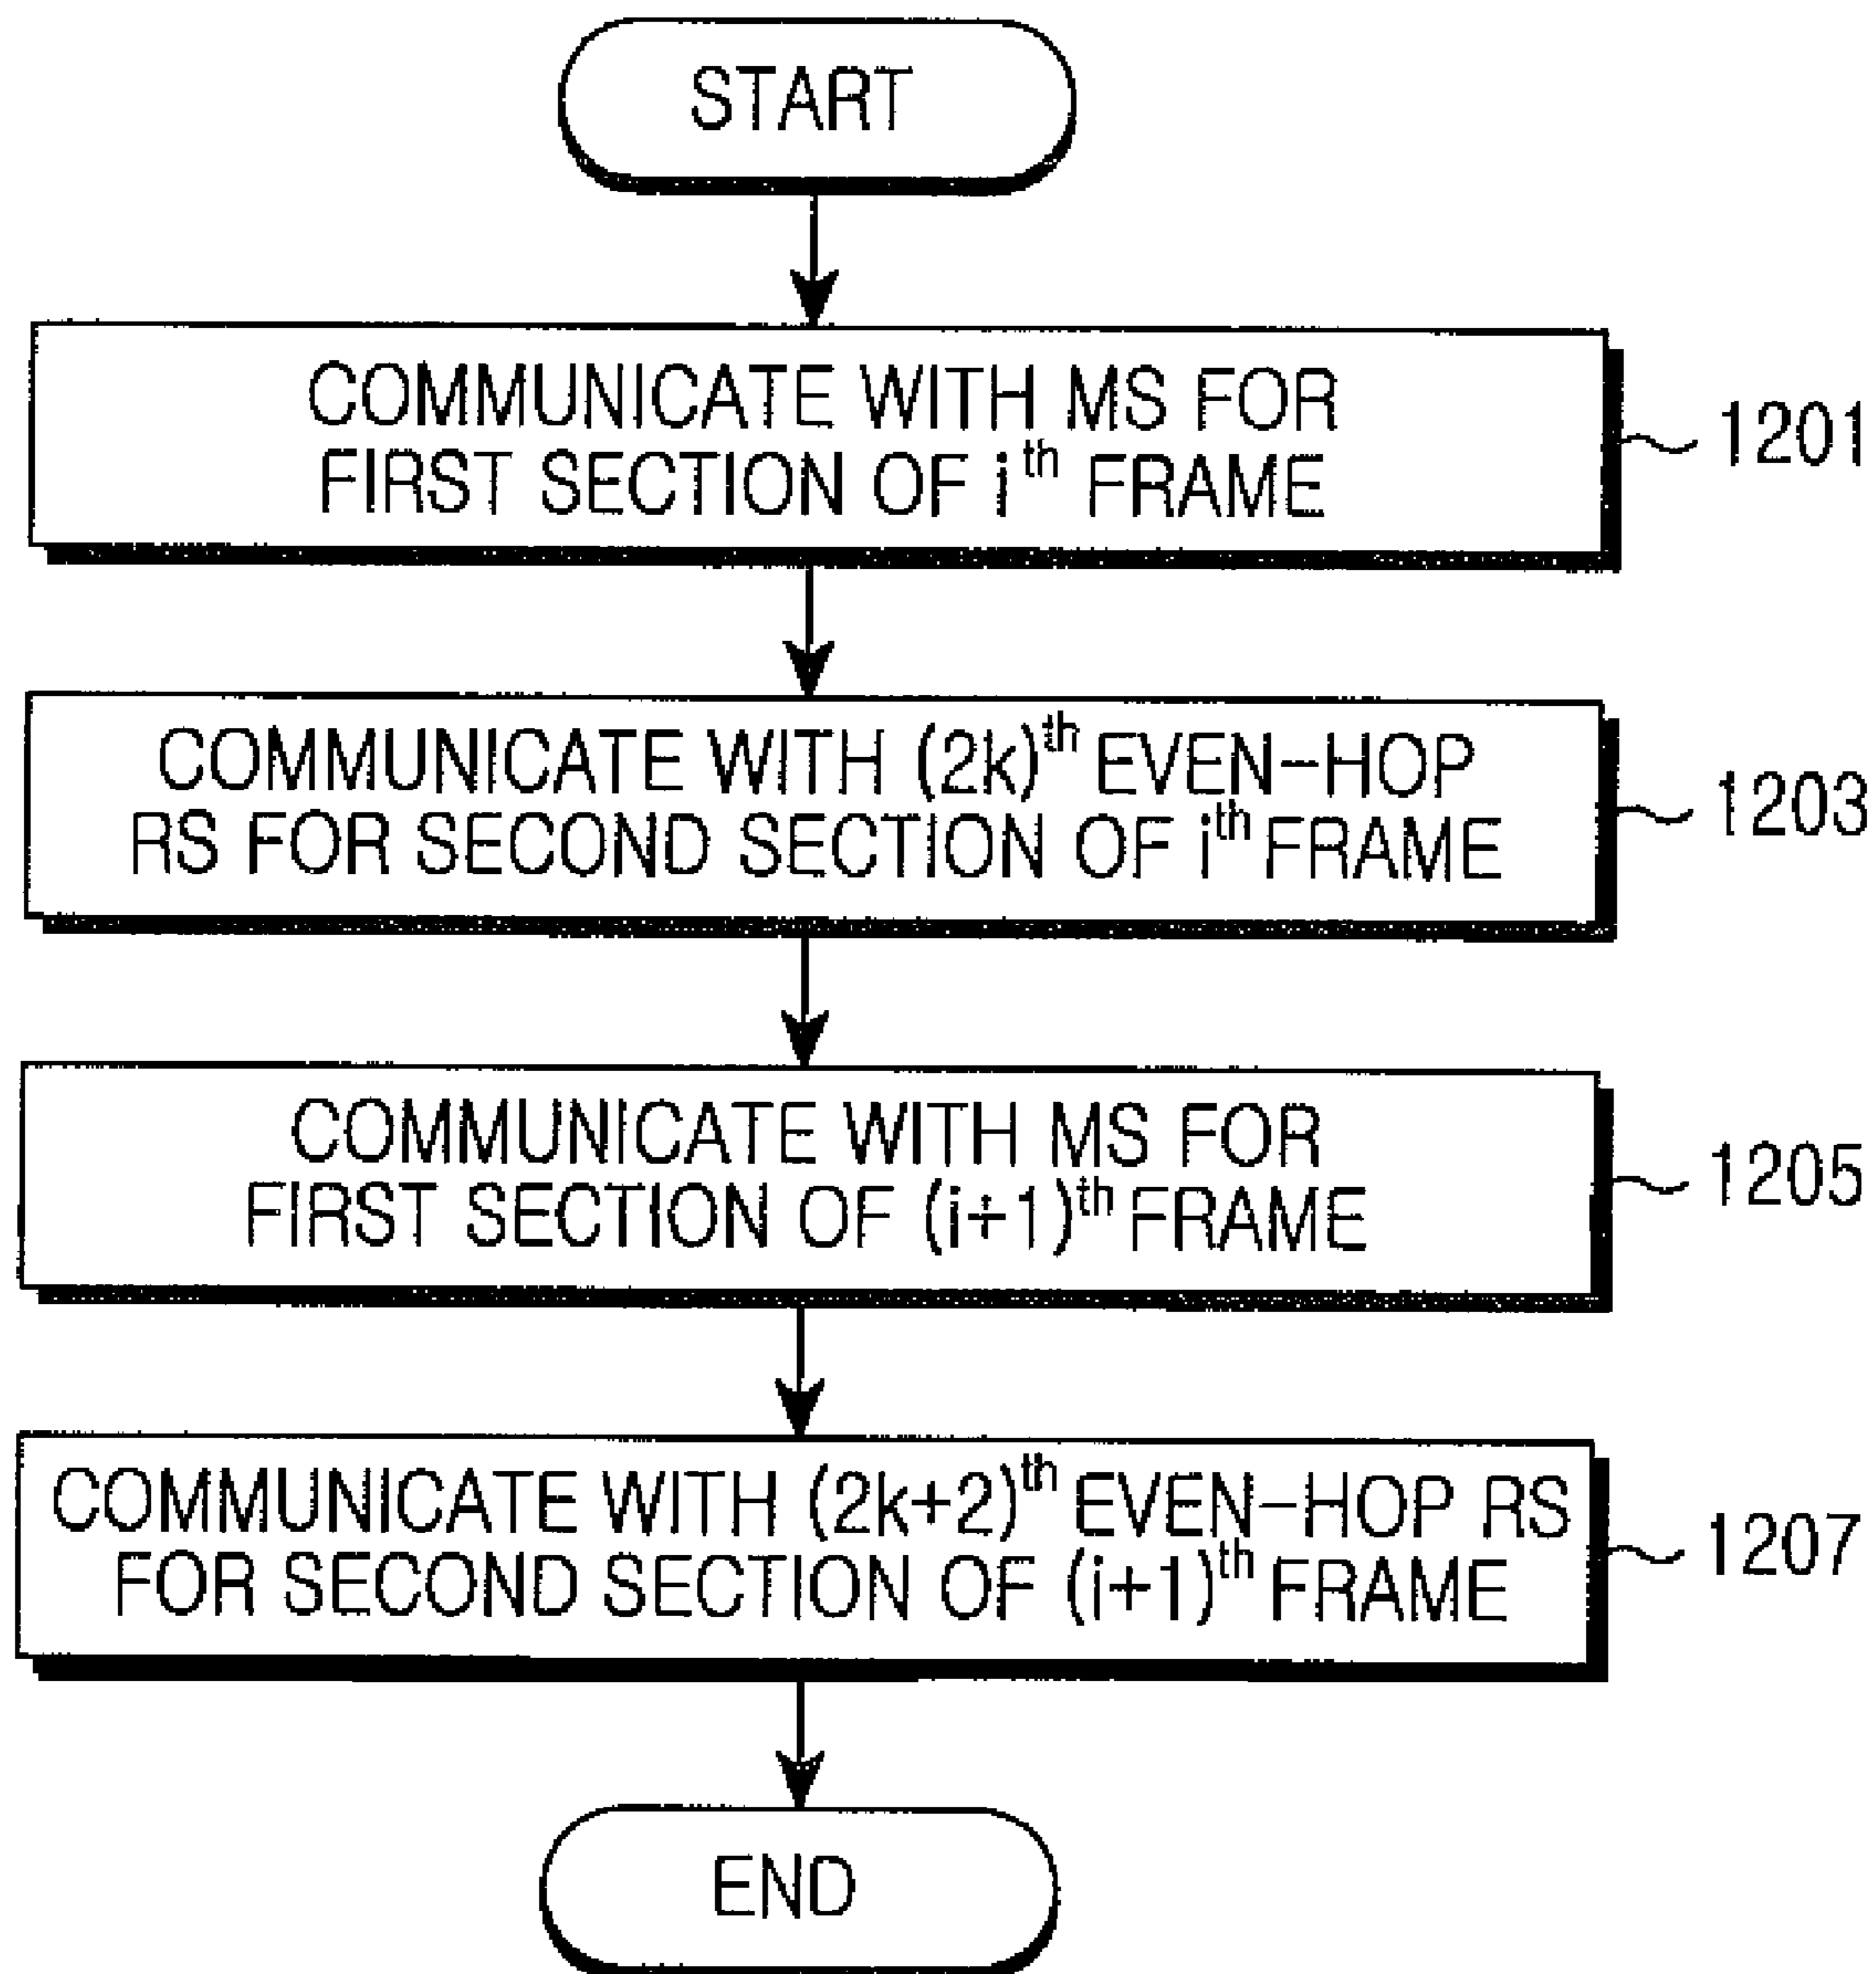 START
COMMUNICATE WITH MS FOR
FIRST SECTION OF i^th FRAME
1201
COMMUNICATE WITH (2k)^th EVEN-HOP
RS FOR SECOND SECTION OF i^th FRAME
1203
COMMUNICATE WITH MS FOR
FIRST SECTION OF (i+1)^th FRAME
1205
COMMUNICATE WITH (2k+2)^th EVEN-HOP RS
FOR SECOND SECTION OF (i+1)^th FRAME
1207
END